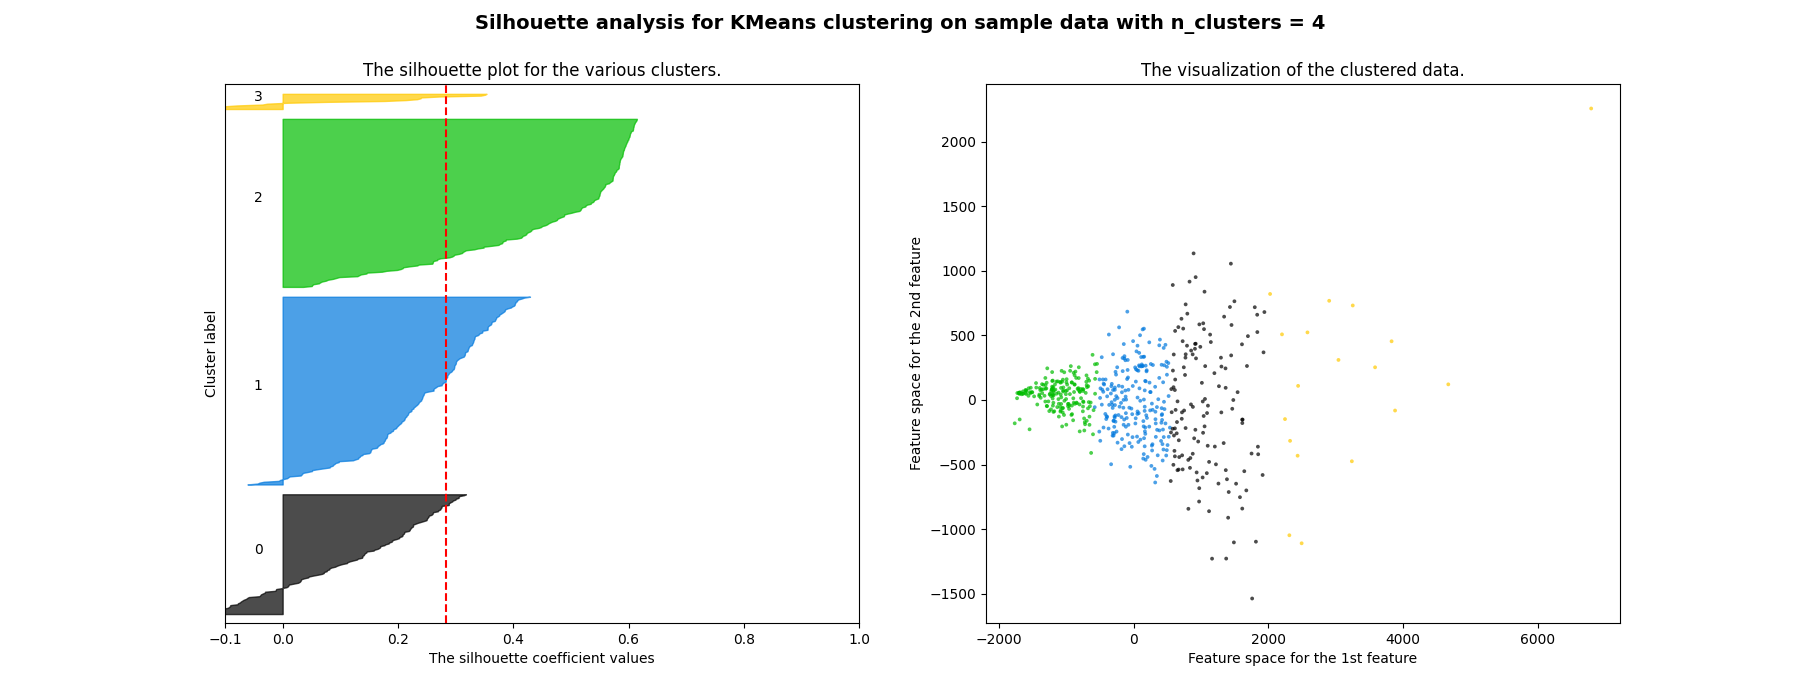 Silhouette analysis for KMeans clustering on sample data with n_clusters = 4
The silhouette plot for the various clusters.
3
2
1
0
Cluster label
−0.1 0.0 0.2 0.4 0.6 0.8 1.0
The silhouette coefficient values
The visualization of the clustered data.
2000
1500
1000
500
0
−500
−1000
−1500
Feature space for the 2nd feature
−2000 0 2000 4000 6000
Feature space for the 1st feature